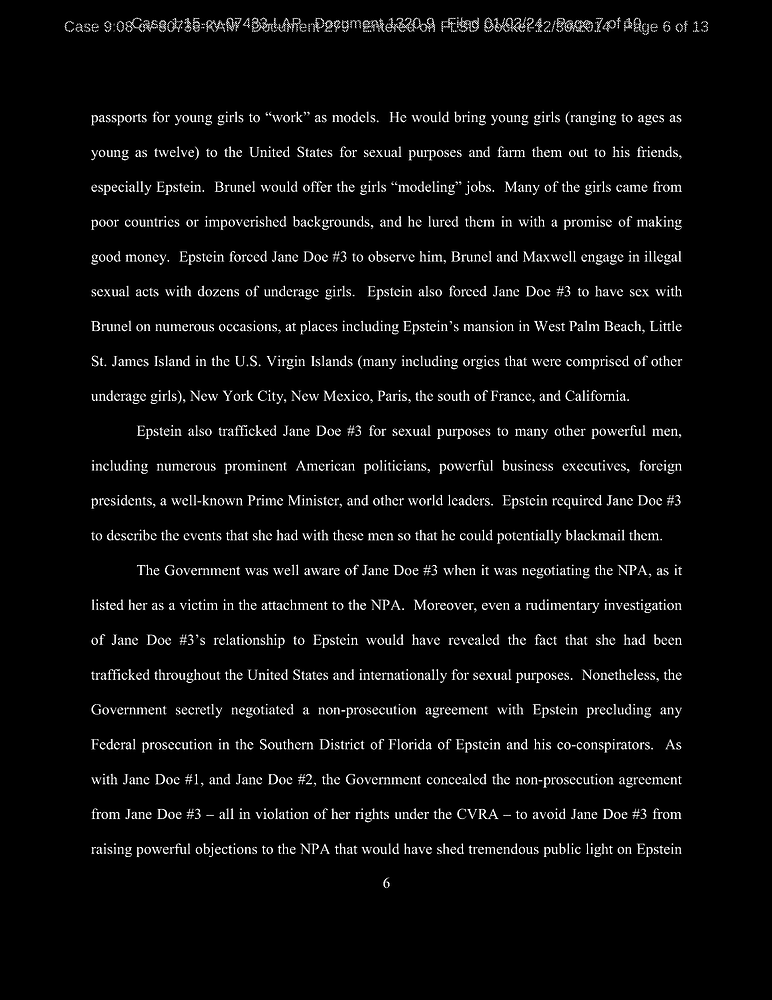 Case 1:15-cv-07433-LAP Document 1320-9 Filed 01/03/24 Page 7 of
Case 9:08-cv-80736-KAM Document 279 Entered on FLSD Docket 12/30/2014 Page 6 of 13
passports for young girls to “work” as models. He would bring young girls (ranging to ages as
young as twelve) to the United States for sexual purposes and farm them out to his friends,
especially Epstein. Brunel would offer the girls “modeling” jobs. Many of the girls came from
poor countries or impoverished backgrounds, and he lured them in with a promise of making
good money. Epstein forced Jane Doe #3 to observe him, Brunel and Maxwell engage in illegal
sexual acts with dozens of underage girls. Epstein also forced Jane Doe #3 to have sex with
Brunel on numerous occasions, at places including Epstein’s mansion in West Palm Beach, Little
St. James Island in the U.S. Virgin Islands (many including orgies that were comprised of other
underage girls), New York City, New Mexico, Paris, the south of France, and California.
Epstein also trafficked Jane Doe #3 for sexual purposes to many other powerful men,
including numerous prominent American politicians, powerful business executives, foreign
presidents, a well-known Prime Minister, and other world leaders. Epstein required Jane Doe #3
to describe the events that she had with these men so that he could potentially blackmail them.
The Government was well aware of Jane Doe #3 when it was negotiating the NPA, as it
listed her as a victim in the attachment to the NPA. Moreover, even a rudimentary investigation
of Jane Doe #3’s relationship to Epstein would have revealed the fact that she had been
trafficked throughout the United States and internationally for sexual purposes. Nonetheless, the
Government secretly negotiated a non-prosecution agreement with Epstein precluding any
Federal prosecution in the Southern District of Florida of Epstein and his co-conspirators. As
with Jane Doe #1, and Jane Doe #2, the Government concealed the non-prosecution agreement
from Jane Doe #3 – all in violation of her rights under the CVRA – to avoid Jane Doe #3 from
raising powerful objections to the NPA that would have shed tremendous public light on Epstein
6